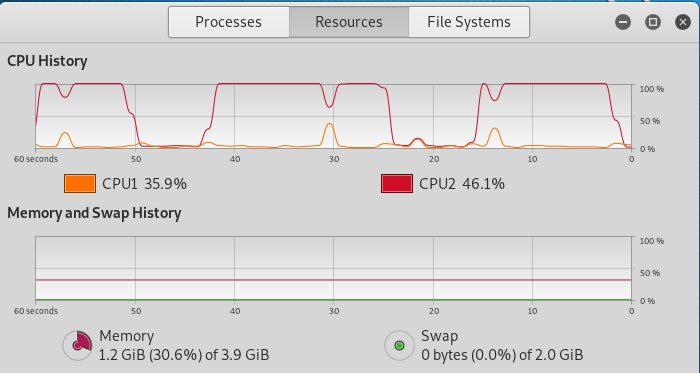 Processes Resources File Systems
CPU History
100 %
50 %
0 %
60 seconds 50 40 30 20 10 0
CPU1 35.9% CPU2 46.1%
Memory and Swap History
100 %
50 %
0 %
60 seconds 50 40 30 20 10 0
Memory Swap
1.2 GiB (30.6%) of 3.9 GiB 0 bytes (0.0%) of 2.0 GiB